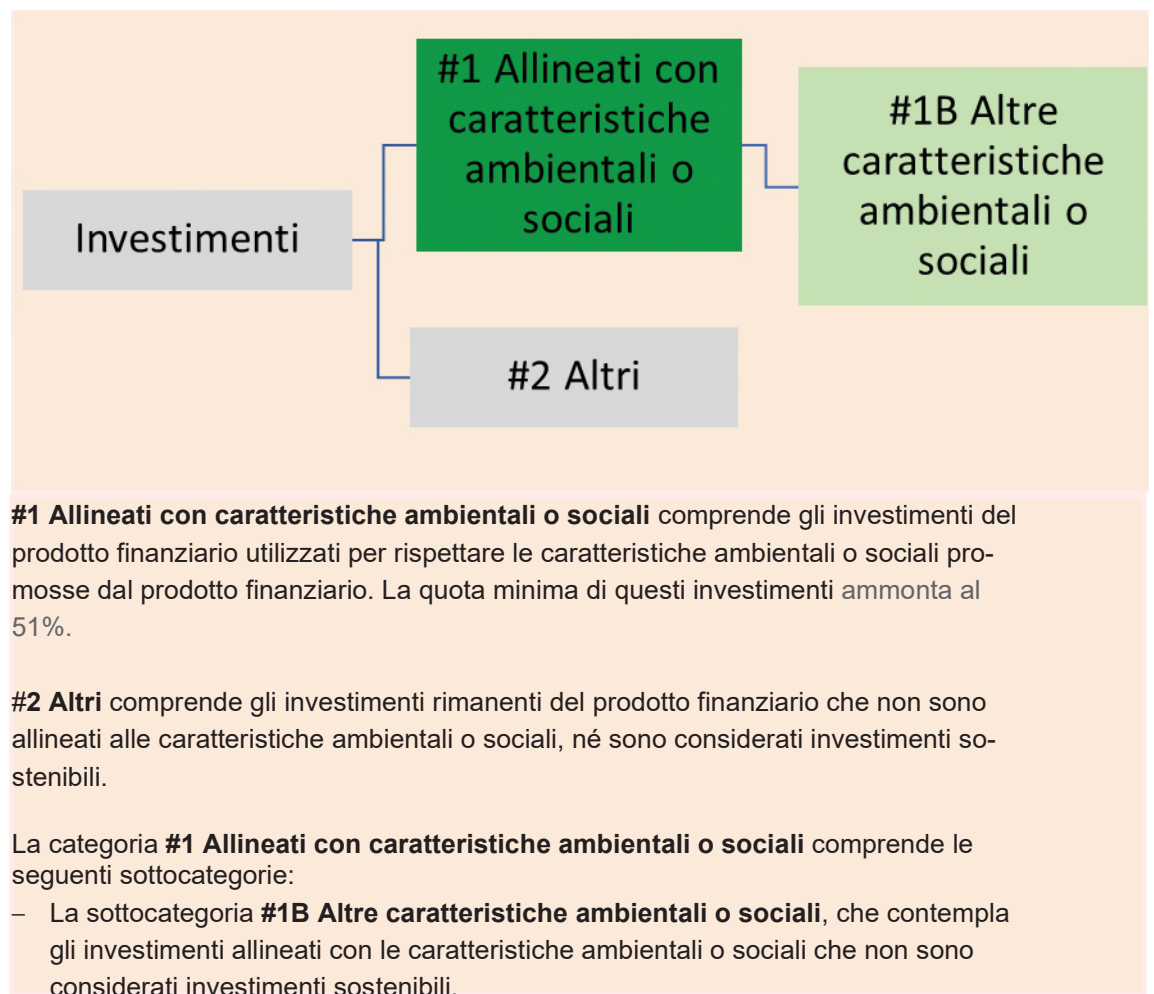 #1 Allineati con
caratteristiche
ambientali o
sociali
#1B Altre
caratteristiche
ambientali o
sociali
Investimenti
#2 Altri
#1 Allineati con caratteristiche ambientali o sociali comprende gli investimenti del
prodotto finanziario utilizzati per rispettare le caratteristiche ambientali o sociali pro-
mosse dal prodotto finanziario. La quota minima di questi investimenti ammonta al
51%.
#2 Altri comprende gli investimenti rimanenti del prodotto finanziario che non sono
allineati alle caratteristiche ambientali o sociali, né sono considerati investimenti so-
stenibili.
La categoria #1 Allineati con caratteristiche ambientali o sociali comprende le
seguenti sottocategorie:
– La sottocategoria #1B Altre caratteristiche ambientali o sociali, che contempla
gli investimenti allineati con le caratteristiche ambientali o sociali che non sono
considerati investimenti sostenibili.